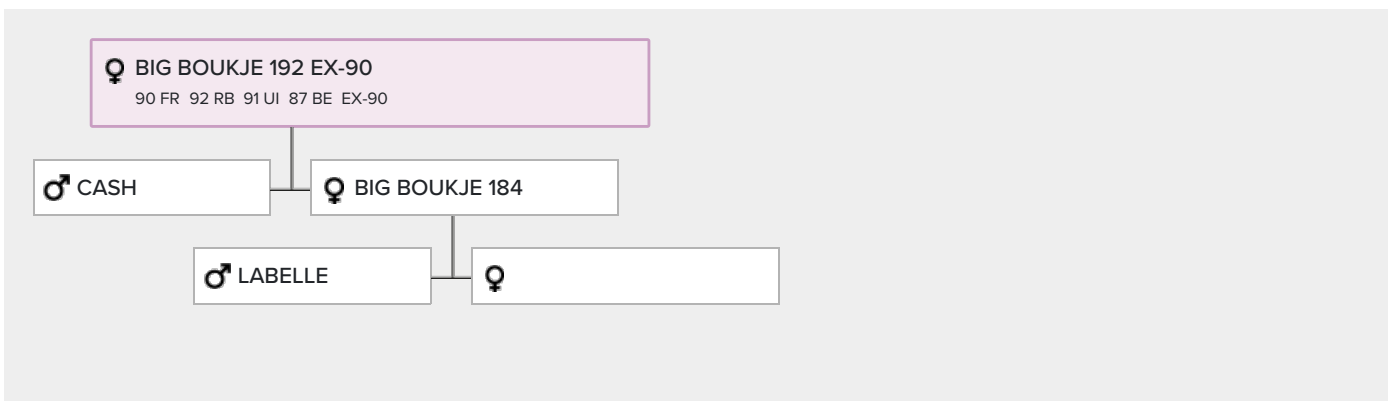 BIG BOUKJE 192 EX-90
90 FR 92 RB 91 UI 87 BE EX-90
CASH
BIG BOUKJE 184
LABELLE